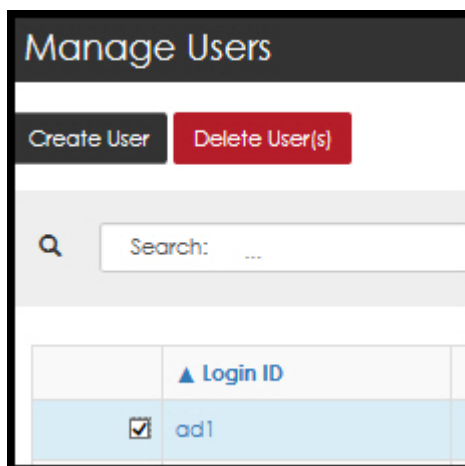 Manage Users
Create User Delete User(s)
Search: ...
▲ Login ID
ad1